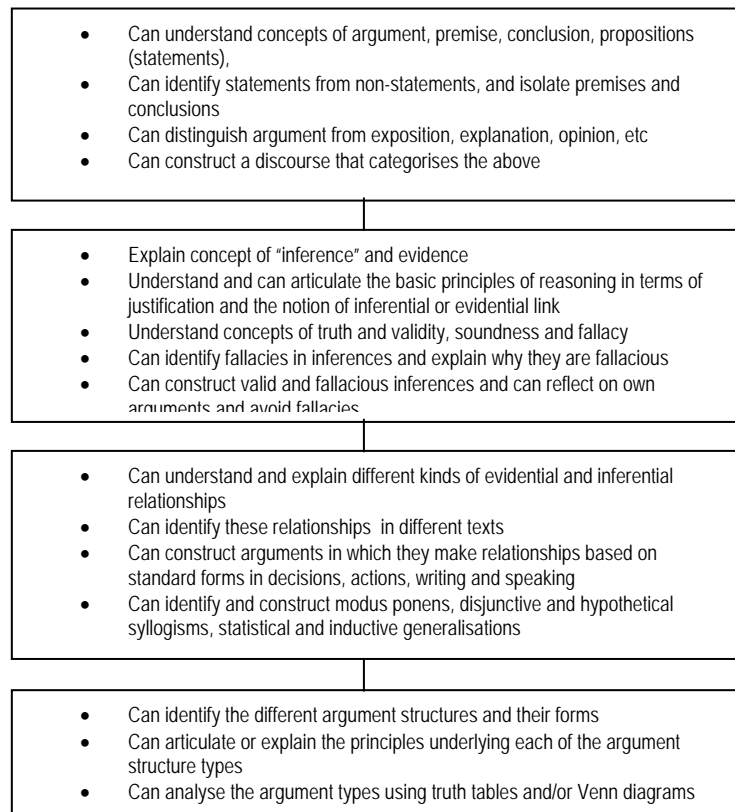 • Can understand concepts of argument, premise, conclusion, propositions
(statements),
• Can identify statements from non-statements, and isolate premises and
conclusions
• Can distinguish argument from exposition, explanation, opinion, etc
• Can construct a discourse that categorises the above
• Explain concept of “inference” and evidence
• Understand and can articulate the basic principles of reasoning in terms of
justification and the notion of inferential or evidential link
• Understand concepts of truth and validity, soundness and fallacy
• Can identify fallacies in inferences and explain why they are fallacious
• Can construct valid and fallacious inferences and can reflect on own
arguments and avoid fallacies
• Can understand and explain different kinds of evidential and inferential
relationships
• Can identify these relationships in different texts
• Can construct arguments in which they make relationships based on
standard forms in decisions, actions, writing and speaking
• Can identify and construct modus ponens, disjunctive and hypothetical
syllogisms, statistical and inductive generalisations
• Can identify the different argument structures and their forms
• Can articulate or explain the principles underlying each of the argument
structure types
• Can analyse the argument types using truth tables and/or Venn diagrams